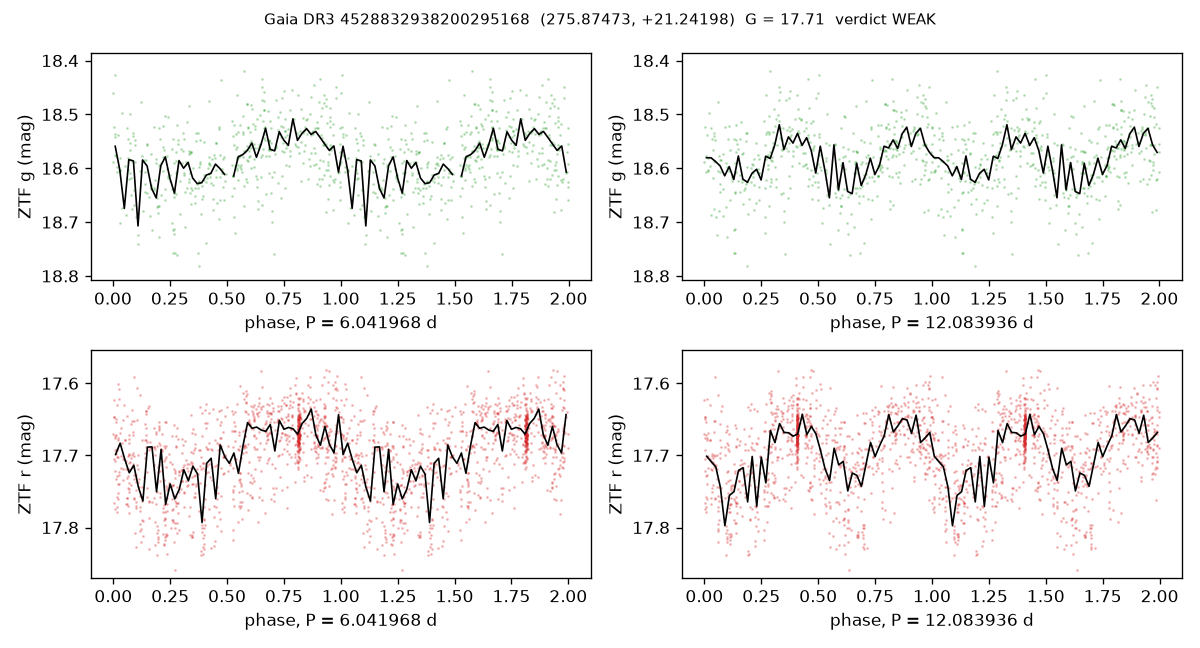 Gaia DR3 4528832938200295168 (275.87473, +21.24198) G = 17.71 verdict WEAK
ZTF g (mag)
18.4
18.5
18.6
18.7
18.8
0.00 0.25 0.50 0.75 1.00 1.25 1.50 1.75 2.00
phase, P = 6.041968 d
ZTF g (mag)
18.4
18.5
18.6
18.7
18.8
0.00 0.25 0.50 0.75 1.00 1.25 1.50 1.75 2.00
phase, P = 12.083936 d
ZTF r (mag)
17.6
17.7
17.8
0.00 0.25 0.50 0.75 1.00 1.25 1.50 1.75 2.00
phase, P = 6.041968 d
ZTF r (mag)
17.6
17.7
17.8
0.00 0.25 0.50 0.75 1.00 1.25 1.50 1.75 2.00
phase, P = 12.083936 d